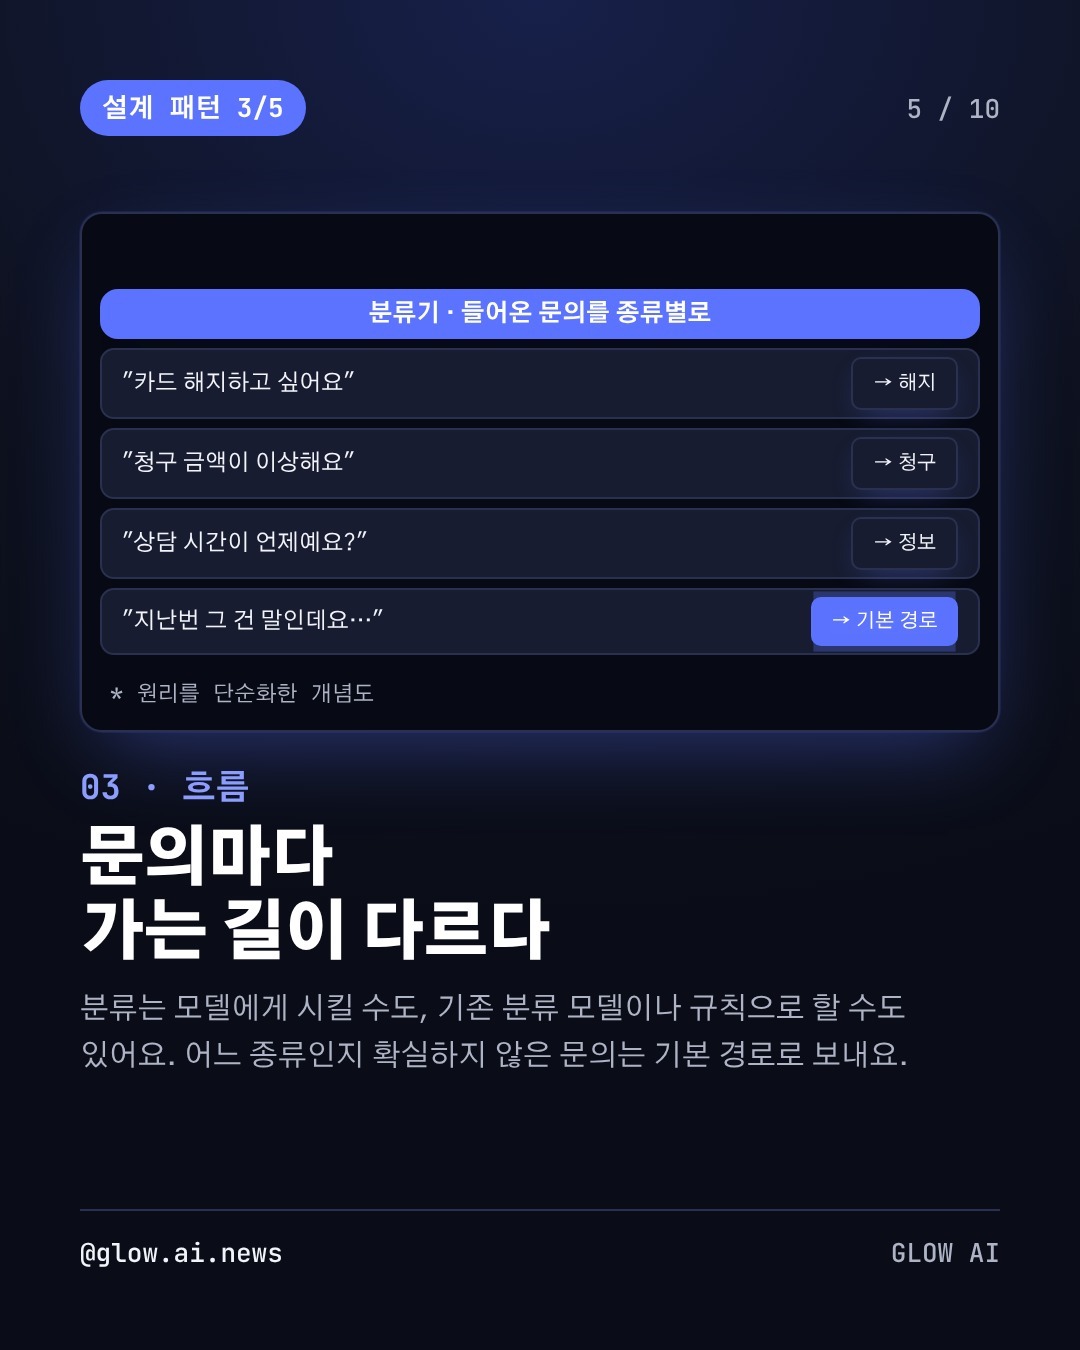 설계 패턴 3/5
5 / 10
분류기 · 들어온 문의를 종류별로
”카드 해지하고 싶어요”
→ 해지
”청구 금액이 이상해요”
→ 청구
”상담 시간이 언제예요?”
→ 정보
”지난번 그 건 말인데요···”
→ 기본 경로
* 원리를 단순화한 개념도
03 · 흐름
문의마다
가는 길이 다르다
분류는 모델에게 시킬 수도, 기존 분류 모델이나 규칙으로 할 수도
있어요. 어느 종류인지 확실하지 않은 문의는 기본 경로로 보내요.
@glow.ai.news
GLOW AI